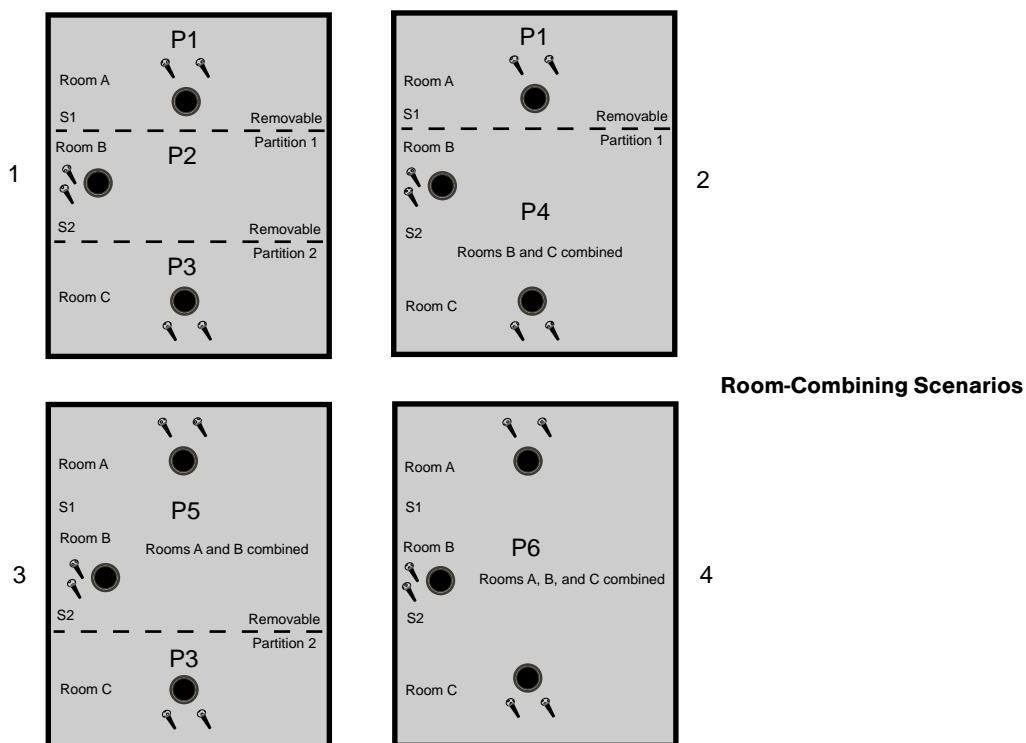 P1
Room A
S1
Removable
Partition 1
Room B
P2
S2
Removable
Partition 2
P3
Room C
1
P1
Room A
S1
Removable
Partition 1
Room B
P4
S2
Rooms B and C combined
Room C
2
Room-Combining Scenarios
Room A
S1
P5
Room B
Rooms A and B combined
S2
Removable
Partition 2
P3
Room C
3
Room A
S1
Room B
P6
Rooms A, B, and C combined
S2
Room C
4